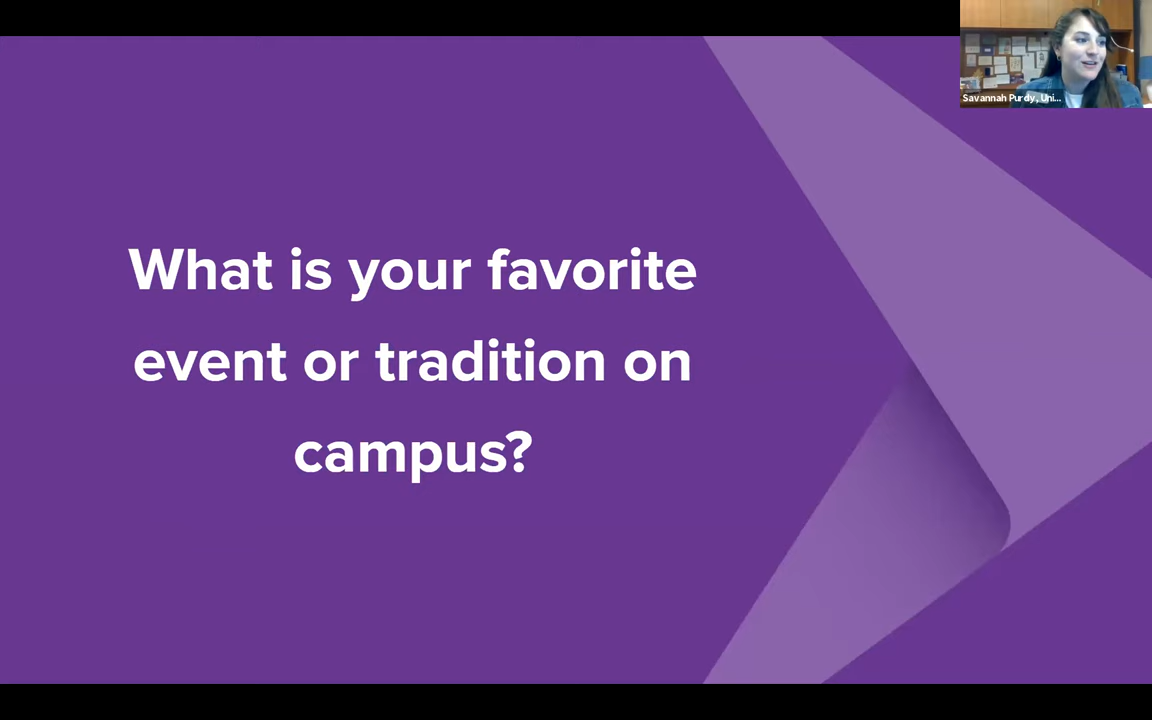 Savannah Purdy, Uni...
What is your favorite
event or tradition on
campus?